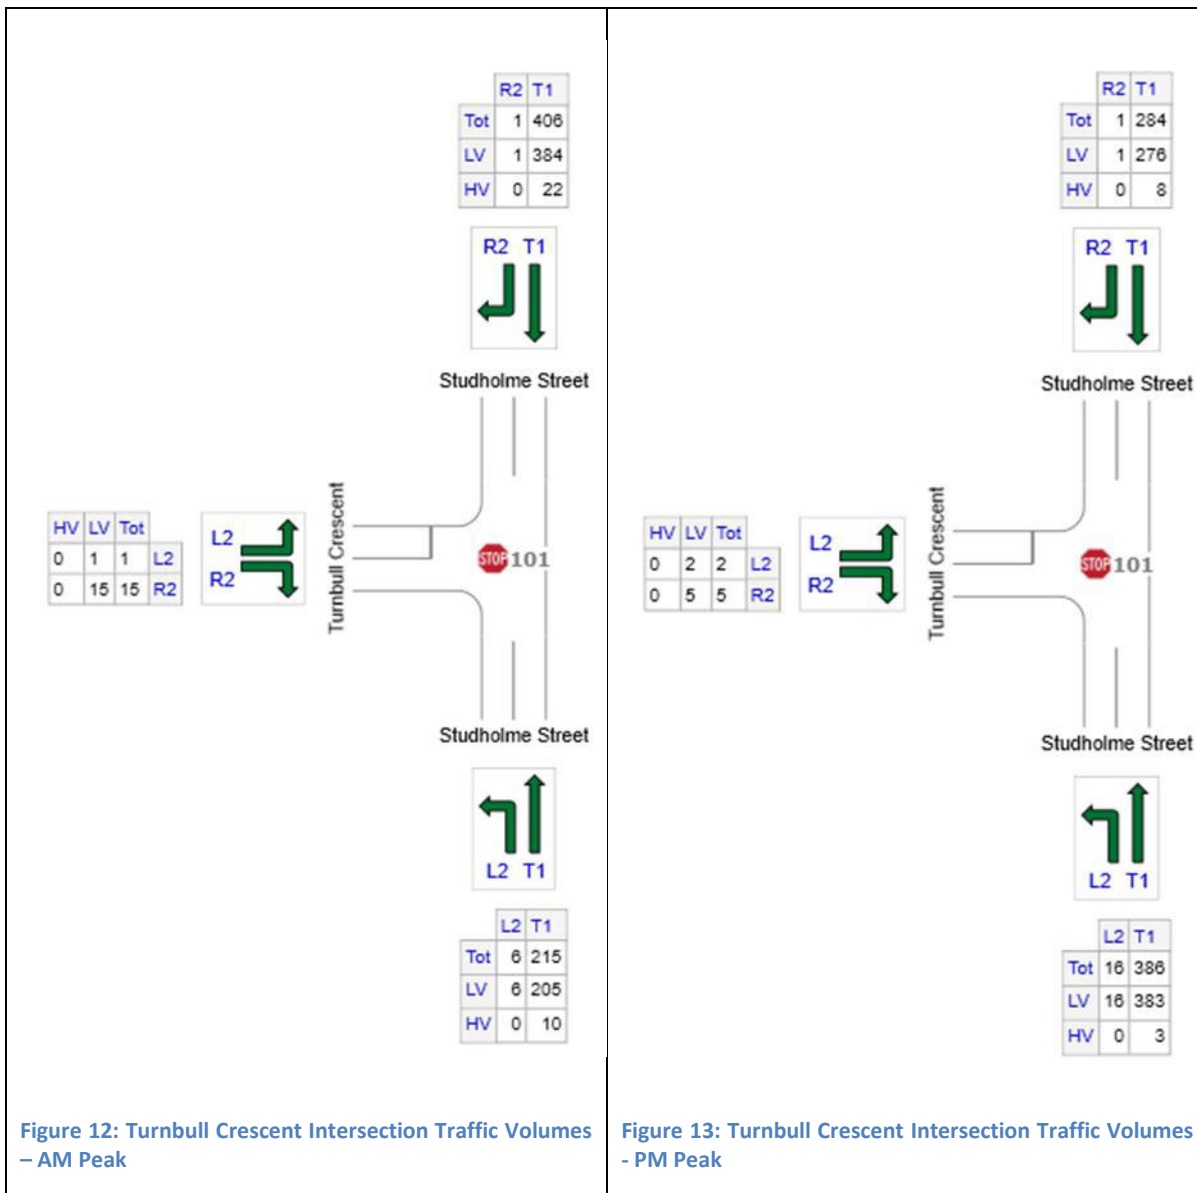 R2 T1
Tot 1 406
LV 1 384
HV 0 22
R2 T1
Studholme Street
HV LV Tot
0 1 1 L2
0 15 15 R2
L2
R2
Turnbull Crescent
STOP 101
Studholme Street
L2 T1
L2 T1
Tot 6 215
LV 6 205
HV 0 10
Figure 12: Turnbull Crescent Intersection Traffic Volumes
– AM Peak
R2 T1
Tot 1 284
LV 1 276
HV 0 8
R2 T1
Studholme Street
HV LV Tot
0 2 2 L2
0 5 5 R2
L2
R2
Turnbull Crescent
STOP 101
Studholme Street
L2 T1
L2 T1
Tot 16 386
LV 16 383
HV 0 3
Figure 13: Turnbull Crescent Intersection Traffic Volumes
- PM Peak